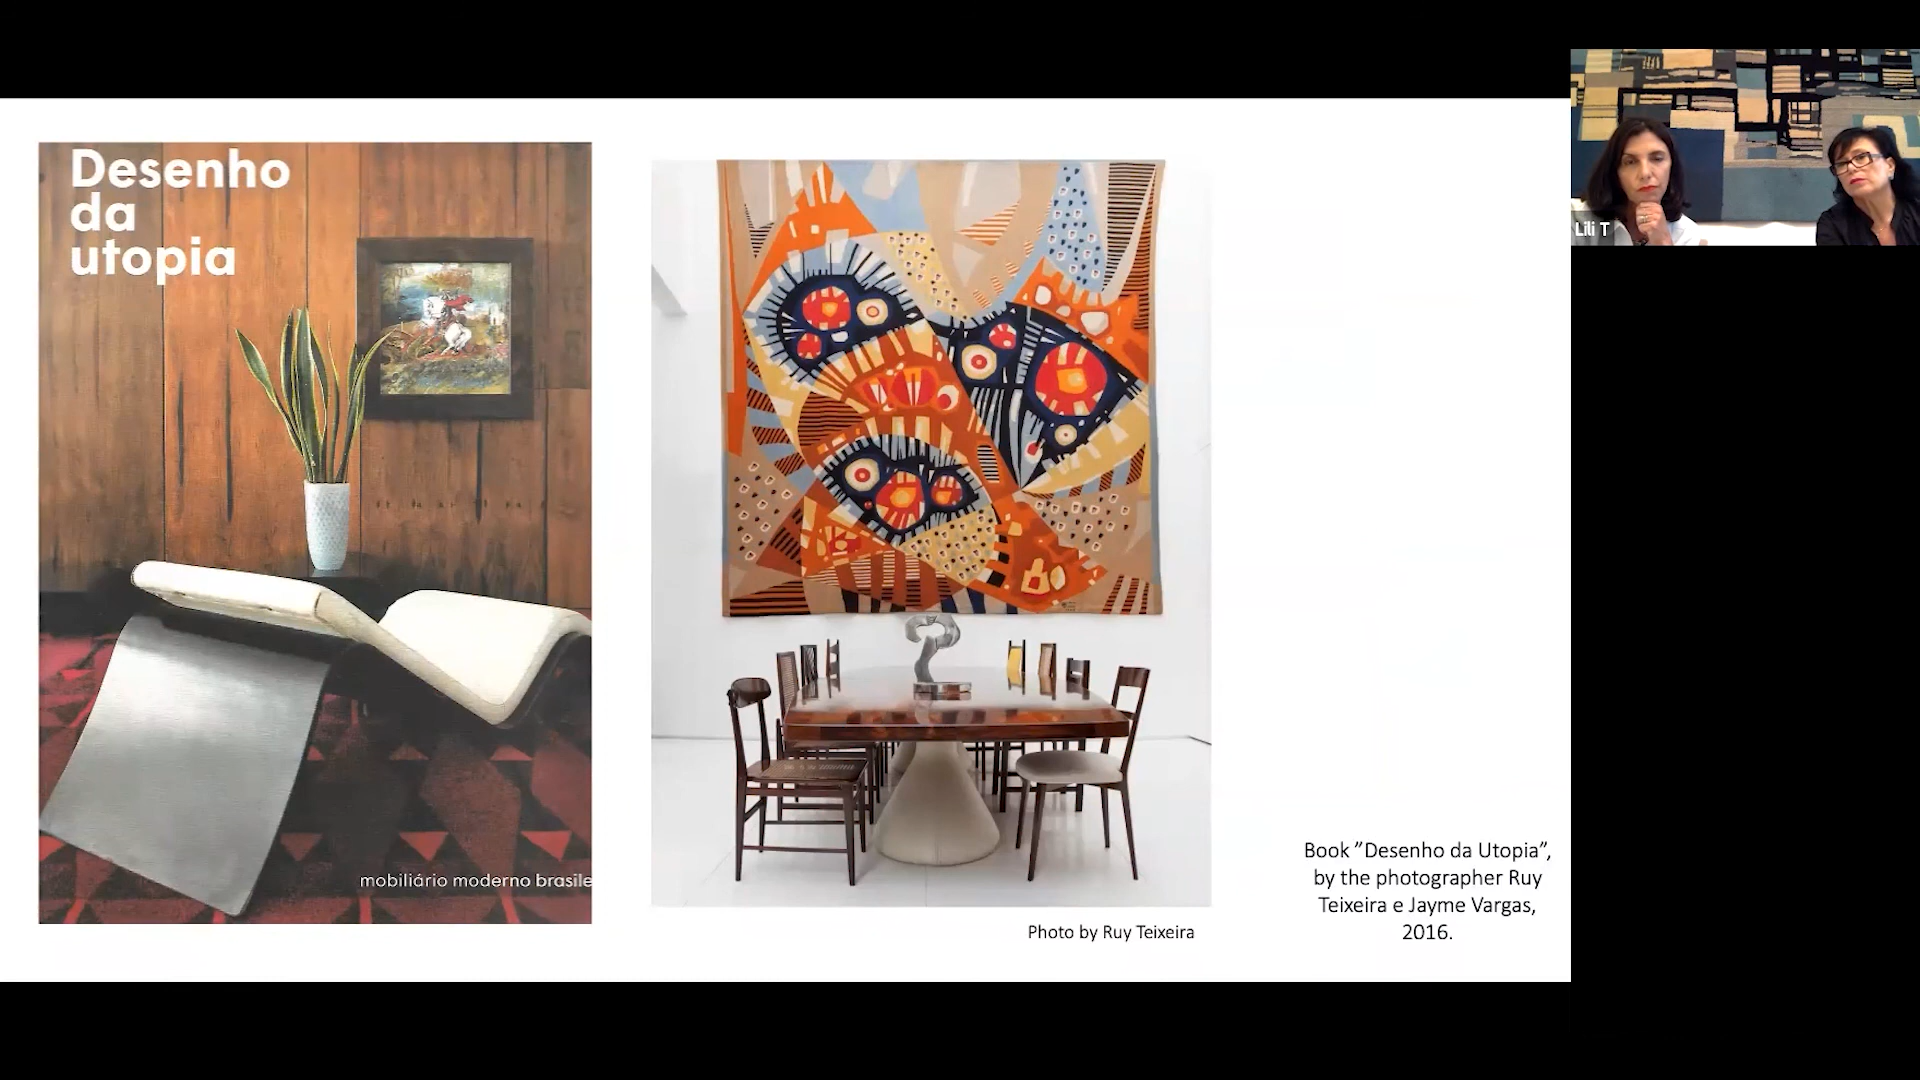 Desenho
da
utopia
mobiliário moderno brasile
Photo by Ruy Teixeira
Book ”Desenho da Utopia”,
by the photographer Ruy
Teixeira e Jayme Vargas,
2016.
Lili T